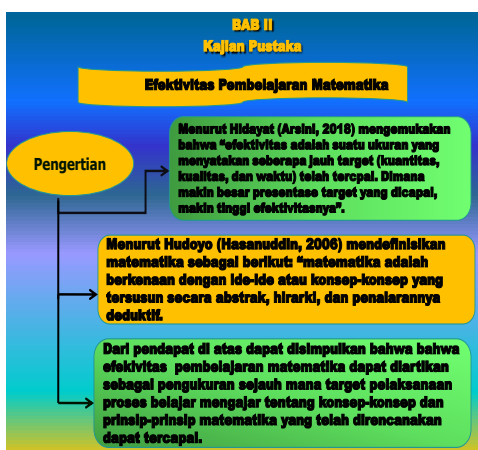 BAB II
Kajian Pustaka
Efektivitas Pembelajaran Matematika
Pengertian
Menurut Hidayat (Arsini, 2018) mengemukakan
bahwa “efektivitas adalah suatu ukuran yang
menyatakan seberapa jauh target (kuantitas,
kualitas, dan waktu) telah tercpai. Dimana
makin besar presentase target yang dicapai,
makin tinggi efektivitasnya”.
Menurut Hudoyo (Hasanuddin, 2006) mendefinisikan
matematika sebagai berikut: “matematika adalah
berkenaan dengan ide-ide atau konsep-konsep yang
tersusun secara abstrak, hirarki, dan penalarannya
deduktif.
Dari pendapat di atas dapat disimpulkan bahwa bahwa
efekivitas pembelajaran matematika dapat diartikan
sebagai pengukuran sejauh mana target pelaksanaan
proses belajar mengajar tentang konsep-konsep dan
prinsip-prinsip matematika yang telah direncanakan
dapat tercapai.